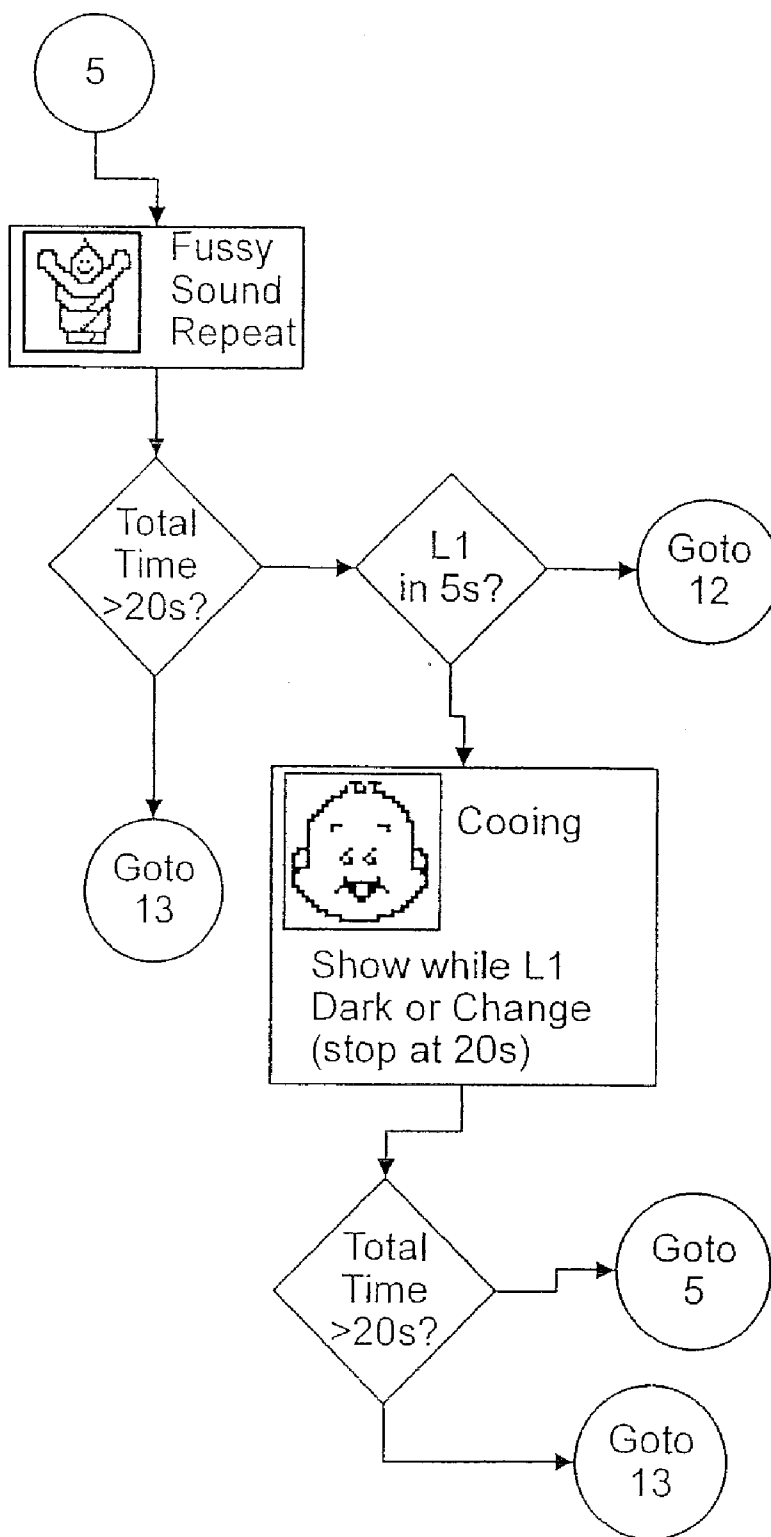 5
Fussy
Sound
Repeat
Total
Time
>20s?
L1
in 5s?
Goto
12
Goto
13
Cooing
Show while L1
Dark or Change
(stop at 20s)
Total
Time
>20s?
Goto
5
Goto
13